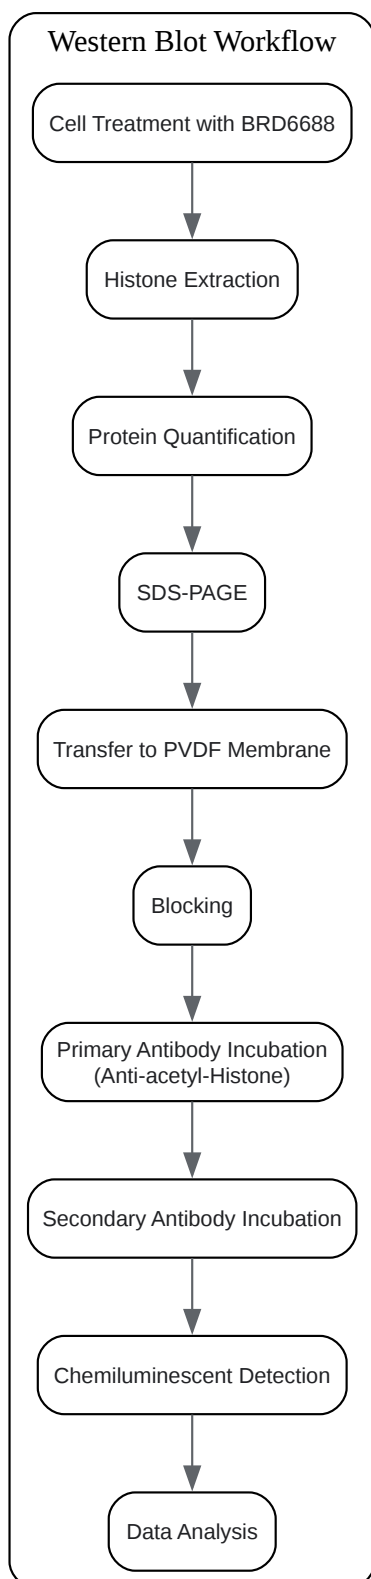 Western Blot Workflow
Cell Treatment with BRD6688
Histone Extraction
Protein Quantification
SDS-PAGE
Transfer to PVDF Membrane
Blocking
Primary Antibody Incubation
(Anti-acetyl-Histone)
Secondary Antibody Incubation
Chemiluminescent Detection
Data Analysis